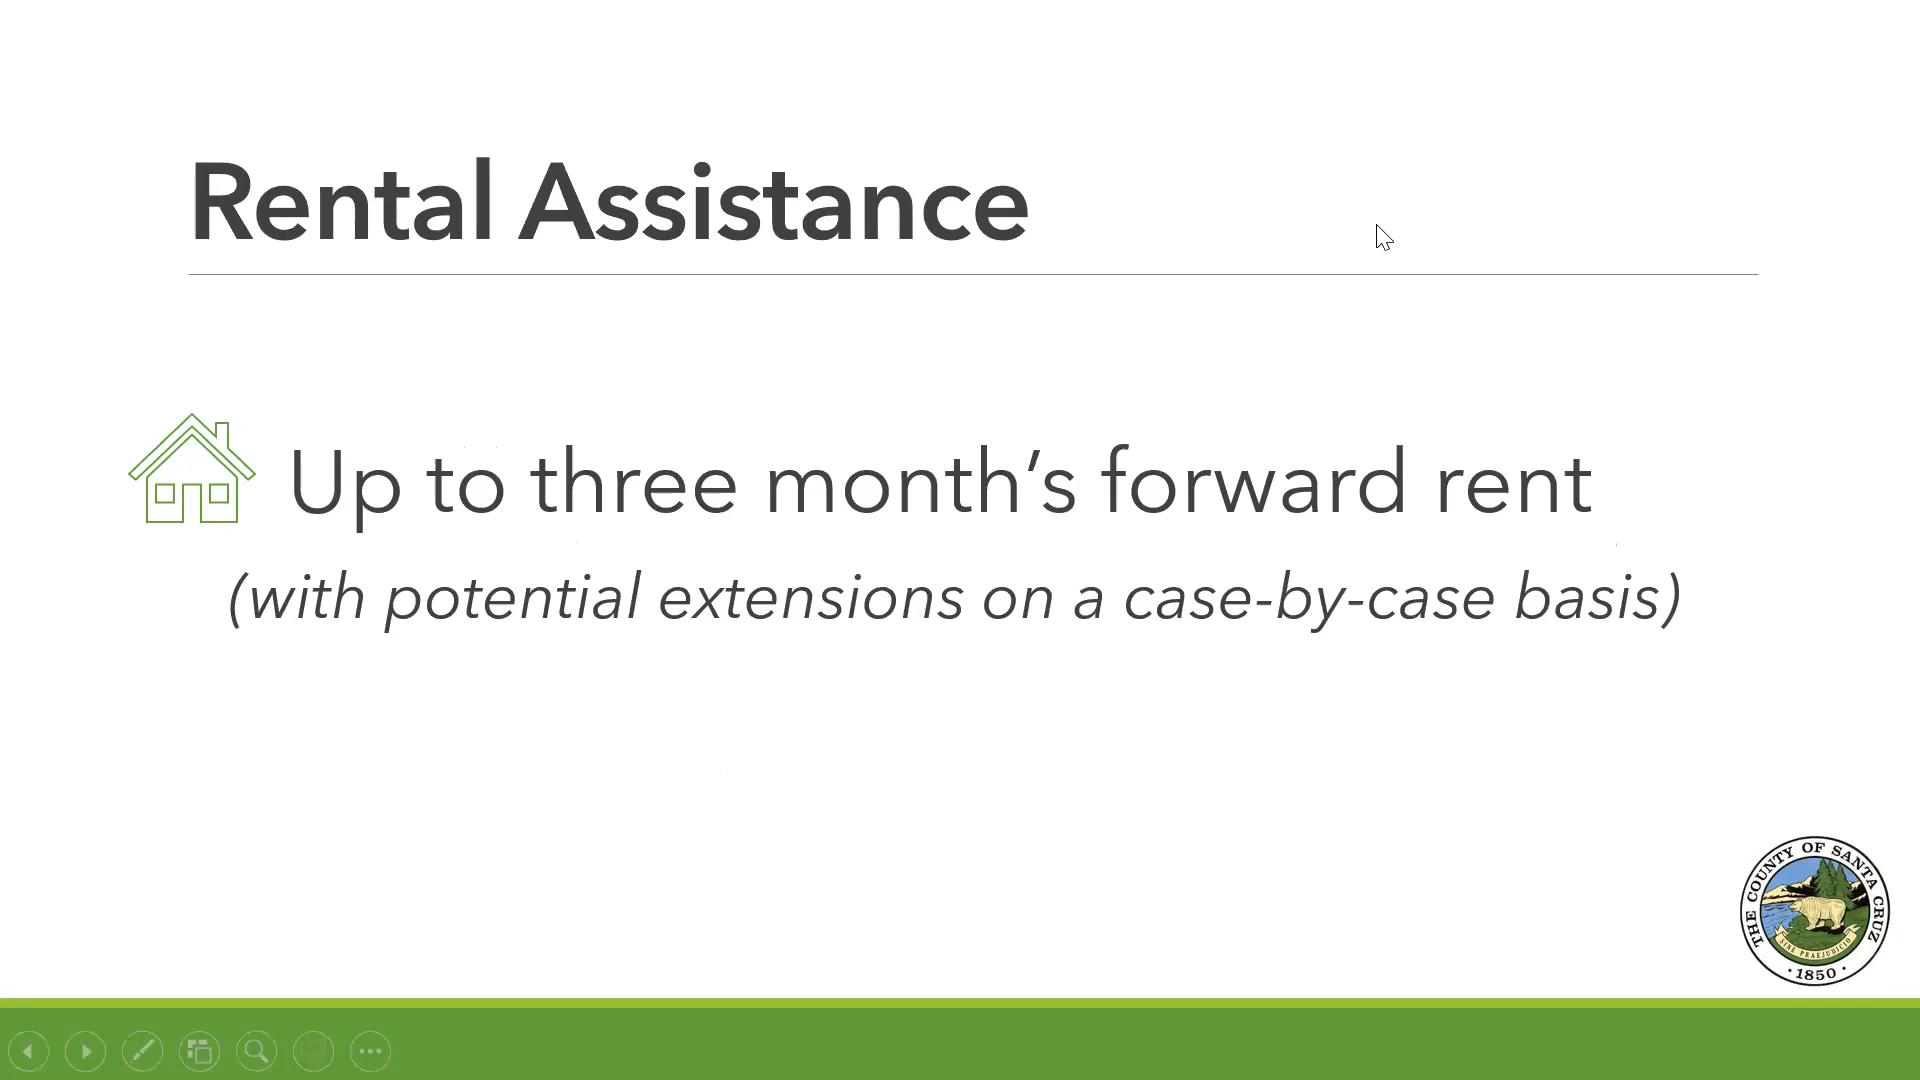 Rental Assistance
Up to three month’s forward rent
(with potential extensions on a case-by-case basis)
THE COUNTY OF SANTA CRUZ
SINE PRAEJUDICIO
· 1850 ·